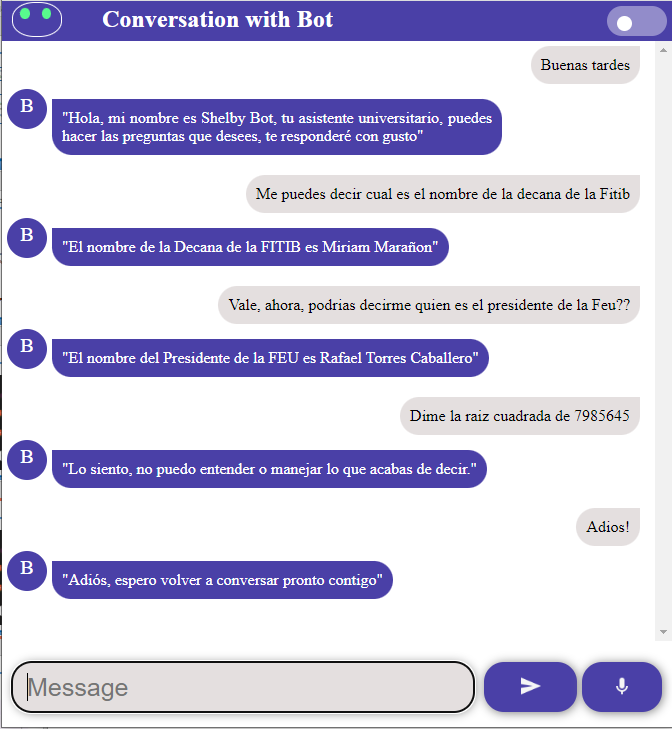 Conversation with Bot
Buenas tardes
B
"Hola, mi nombre es Shelby Bot, tu asistente universitario, puedes
hacer las preguntas que desees, te responderé con gusto"
Me puedes decir cual es el nombre de la decana de la Fitib
B
"El nombre de la Decana de la FITIB es Miriam Marañon"
Vale, ahora, podrias decirme quien es el presidente de la Feu??
B
"El nombre del Presidente de la FEU es Rafael Torres Caballero"
Dime la raiz cuadrada de 7985645
B
"Lo siento, no puedo entender o manejar lo que acabas de decir."
Adios!
B
"Adiós, espero volver a conversar pronto contigo"
Message